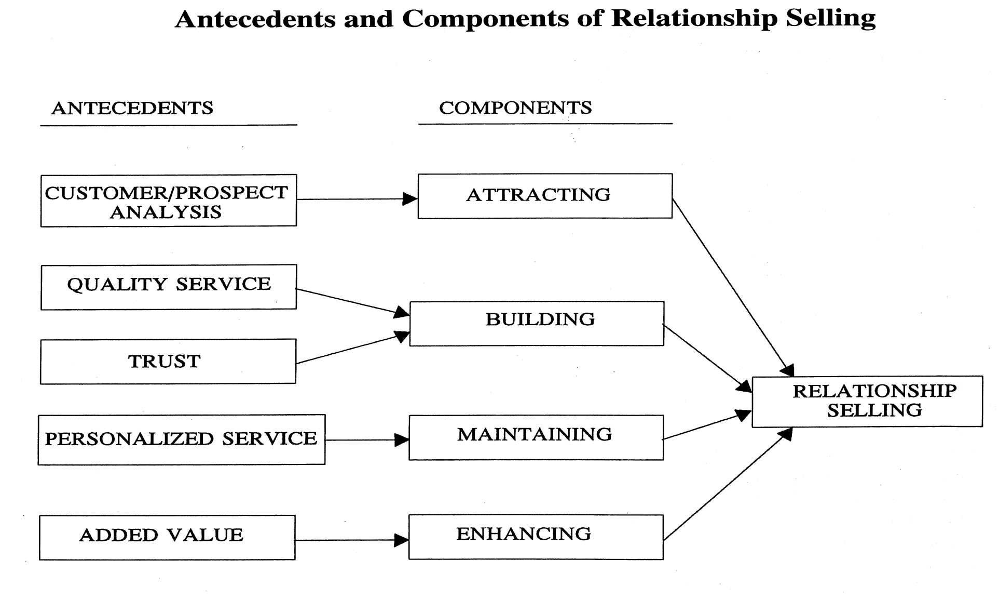 Antecedents and Components of Relationship Selling
ANTECEDENTS
COMPONENTS
CUSTOMER/PROSPECT
ANALYSIS
ATTRACTING
QUALITY SERVICE
BUILDING
TRUST
RELATIONSHIP
SELLING
PERSONALIZED SERVICE
MAINTAINING
ADDED VALUE
ENHANCING